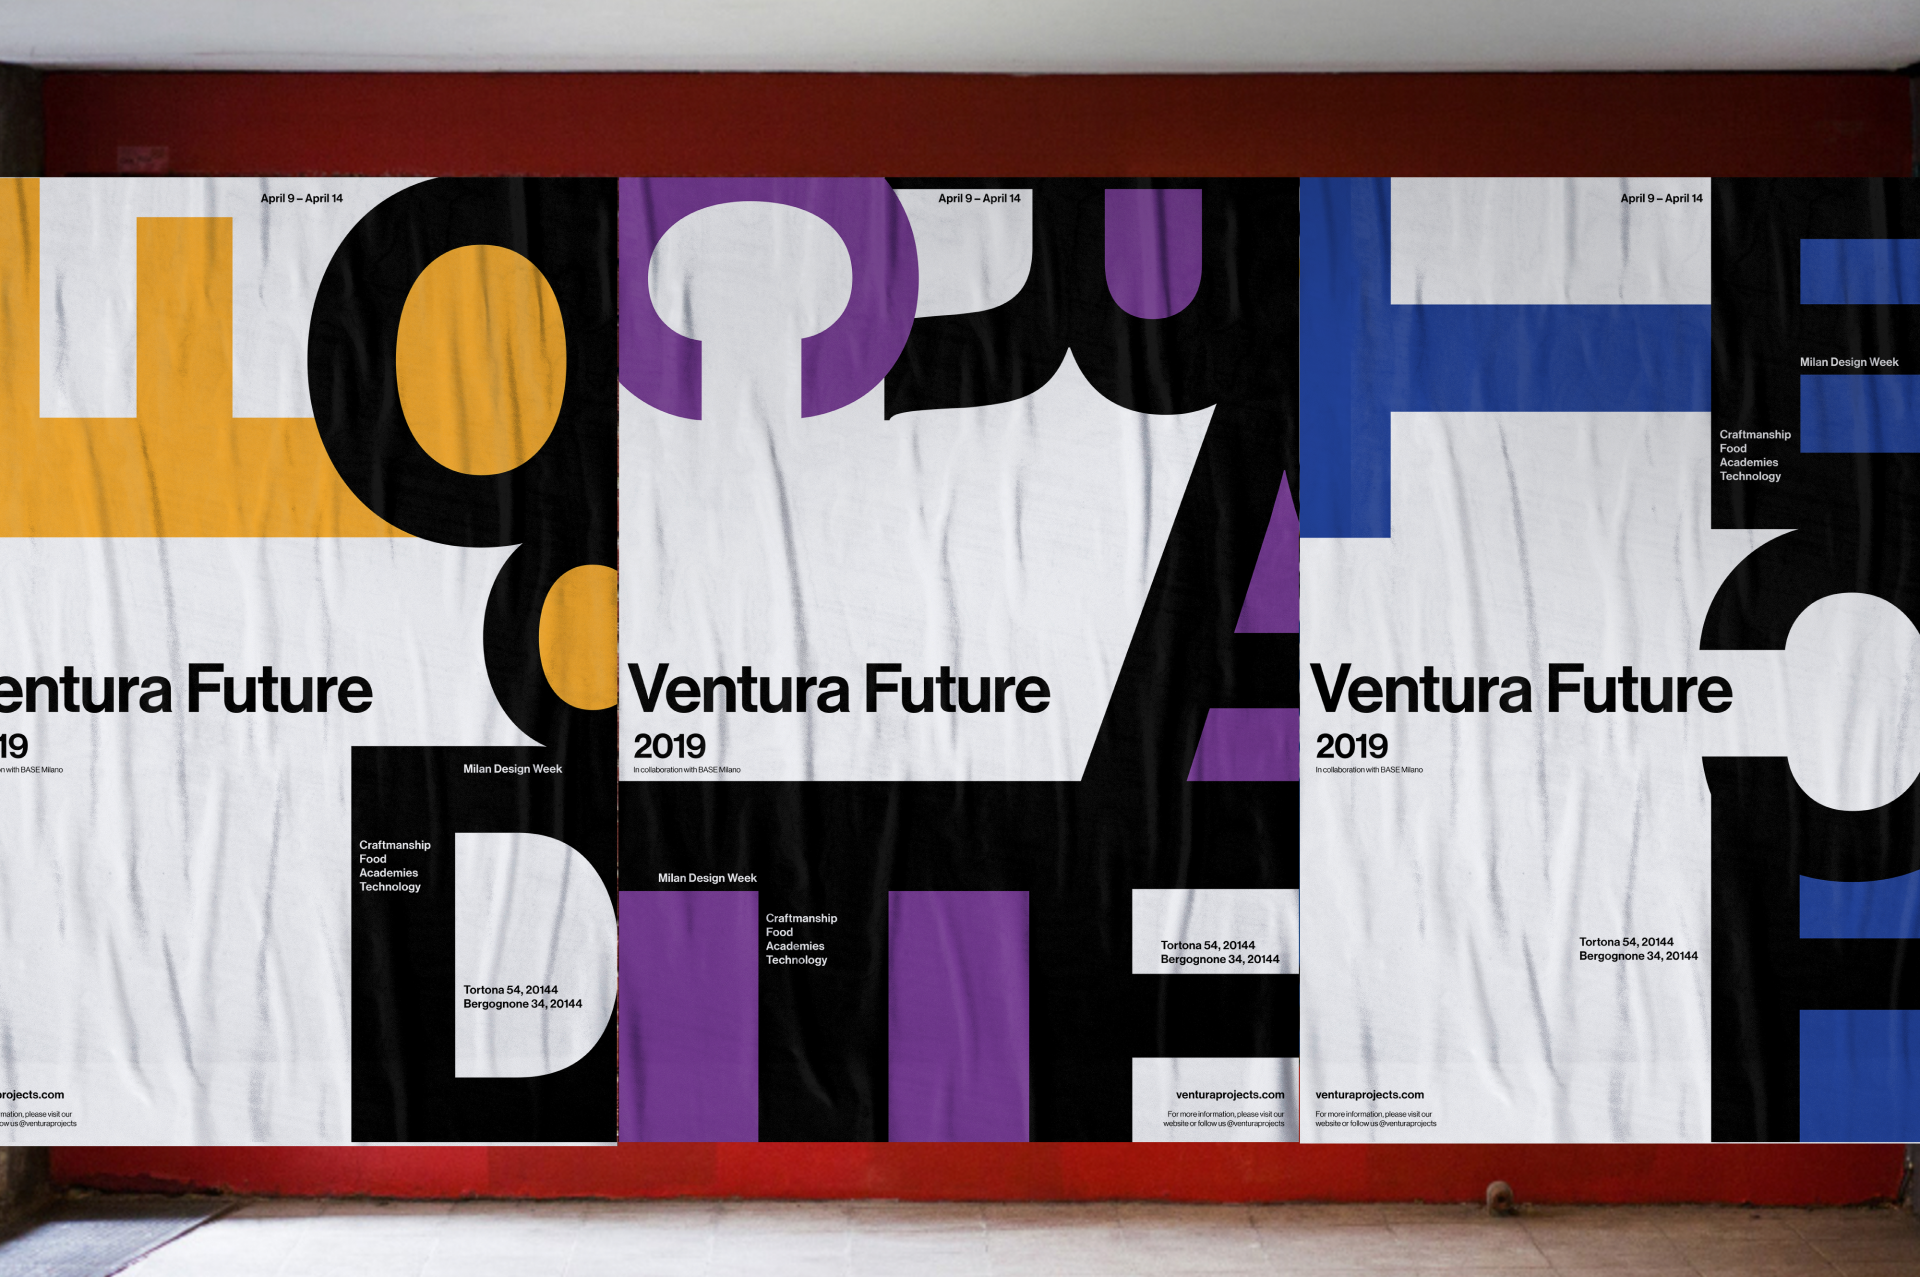 April 9 – April 14
entura Future
19
on with BASE Milano
Milan Design Week
Craftmanship
Food
Academies
Technology
Tortona 54, 20144
Bergognone 34, 20144
projects.com
mation, please visit our
low us @venturaprojects
April 9 – April 14
Ventura Future
2019
In collaboration with BASE Milano
Milan Design Week
Craftmanship
Food
Academies
Technology
Tortona 54, 20144
Bergognone 34, 20144
venturaprojects.com
For more information, please visit our
website or follow us @venturaprojects
April 9 – April 14
Milan Design Week
Craftmanship
Food
Academies
Technology
Ventura Future
2019
In collaboration with BASE Milano
Tortona 54, 20144
Bergognone 34, 20144
venturaprojects.com
For more information, please visit our
website or follow us @venturaprojects